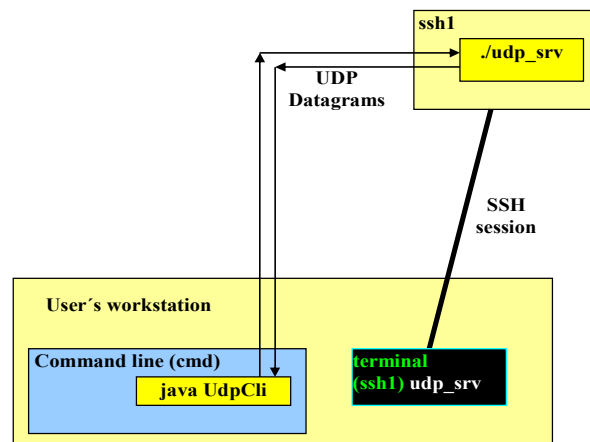 ssh1
./udp_srv
UDP
Datagrams
SSH
session
User´s workstation
Command line (cmd)
java UdpCli
terminal
(ssh1) udp_srv